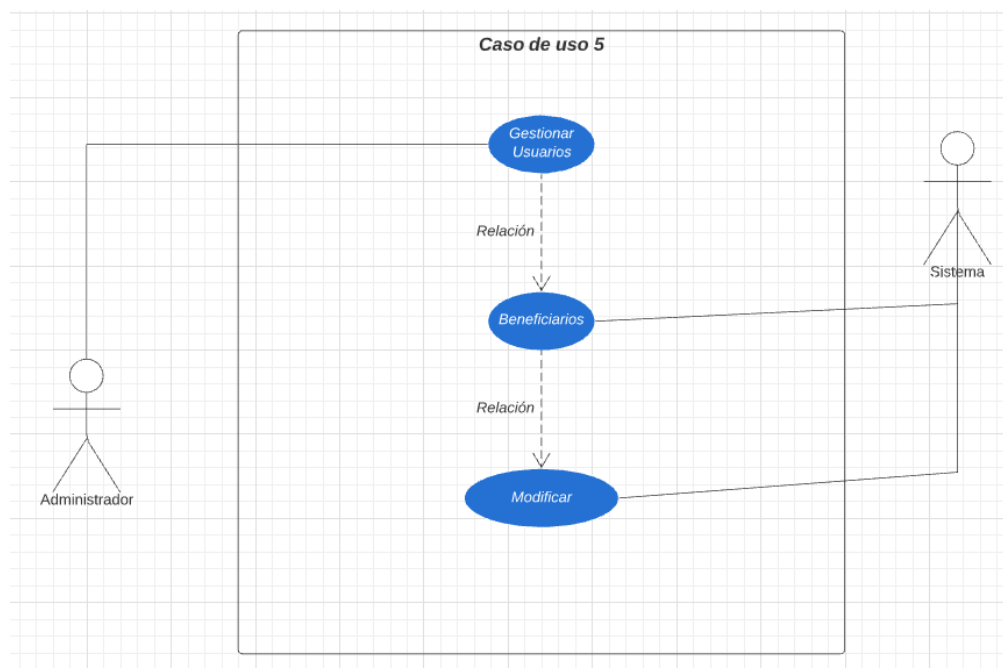 Caso de uso 5
Gestionar
Usuarios
Relación
Sistema
Beneficiarios
Relación
Administrador
Modificar